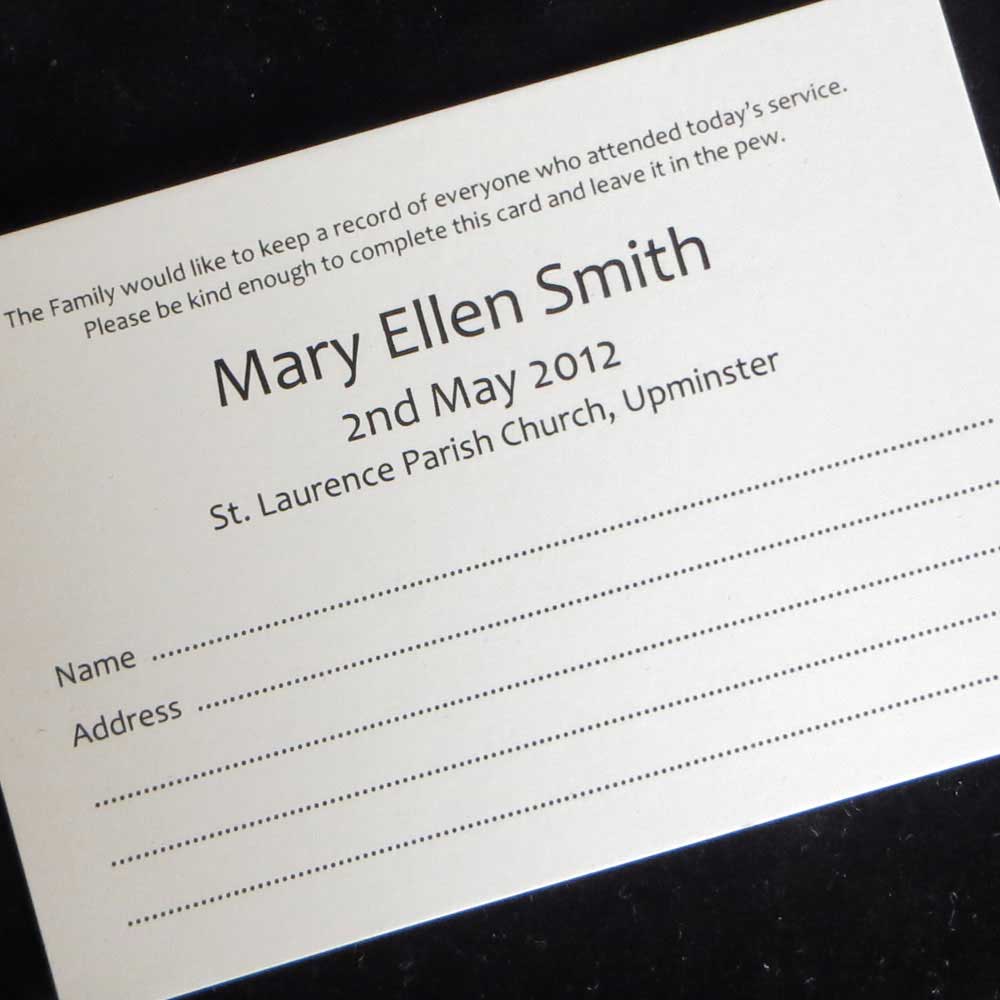 The Family would like to keep a record of everyone who attended today's service.
Please be kind enough to complete this card and leave it in the pew.
Mary Ellen Smith
2nd May 2012
St. Laurence Parish Church, Upminster
Name ........................................................................
Address ........................................................................
........................................................................
........................................................................
........................................................................